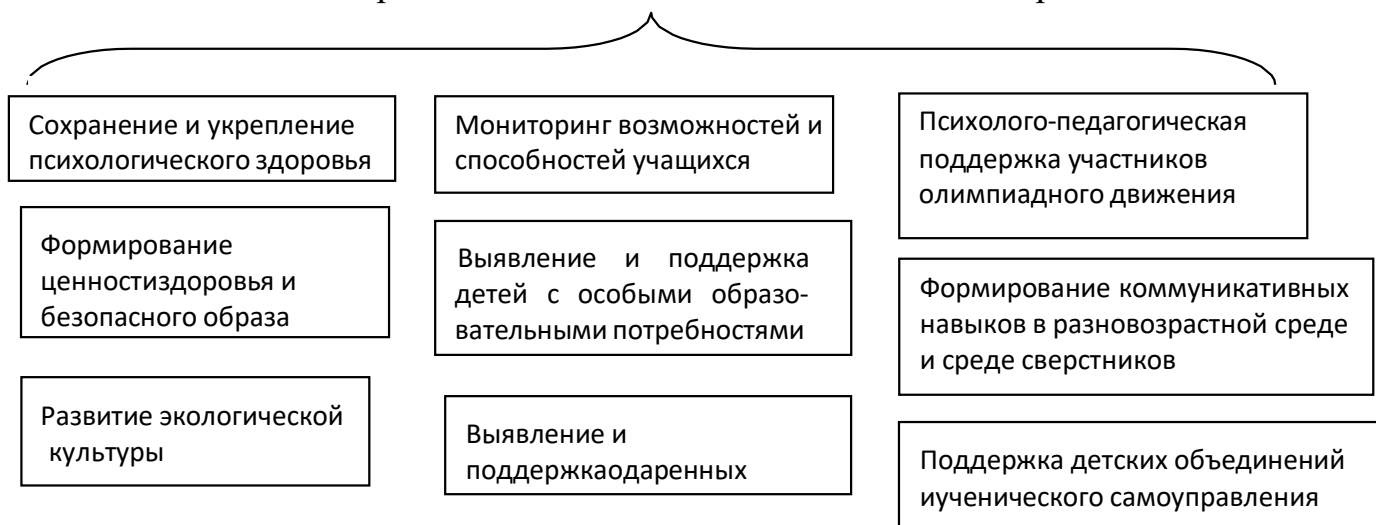 Сохранение и укрепление
психологического здоровья
Формирование
ценностиздоровья и
безопасного образа
Развитие экологической
культуры
Мониторинг возможностей и
способностей учащихся
Выявление и поддержка
детей с особыми образо-
вательными потребностями
Выявление и
поддержкаодаренных
Психолого-педагогическая
поддержка участников
олимпиадного движения
Формирование коммуникативных
навыков в разновозрастной среде
и среде сверстников
Поддержка детских объединений
иученического самоуправления